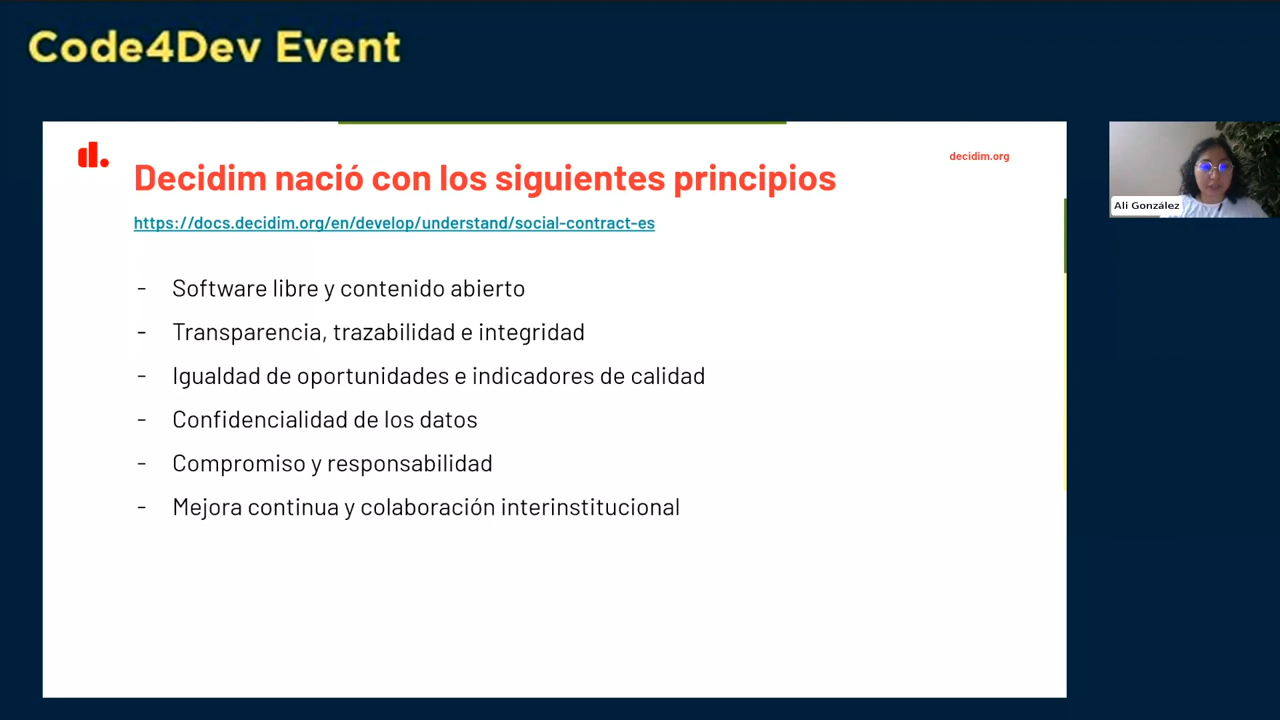 Code4Dev Event
decidim.org
Decidim nació con los siguientes principios
https://docs.decidim.org/en/develop/understand/social-contract-es
- Software libre y contenido abierto
- Transparencia, trazabilidad e integridad
- Igualdad de oportunidades e indicadores de calidad
- Confidencialidad de los datos
- Compromiso y responsabilidad
- Mejora continua y colaboración interinstitucional
d.
Ali González